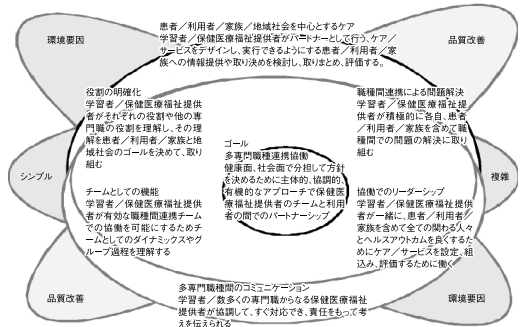 環境要因
患者／利用者／家族／地域社会を中心とするケア
学習者／保健医療福祉提供者がパートナーとして行う、ケア／
サービスをデザインし、実行できるようにする患者／利用者／家
族への情報提供や取り決めを検討し、取りまとめ、評価する。
品質改善
役割の明確化
学習者／保健医療福祉提供
者がそれぞれの役割や他の専
門職の役割を理解し、その理
解を患者／利用者／家族と地
域社会のゴールを決めて、取り
組む
職種間連携による問題解決
学習者／保健医療福祉提
供者が積極的に各自、患者
／利用者／家族を含めて職
種間での問題の解決に取り
組む
ゴール
多専門職種連携協働
健康面、社会面で分担して方針
を決めるために主体的、協調的、
有機的なアプローチで保健医
療福祉提供者のチームと利用
者の間でのパートナーシップ
シンプル
複雑
チームとしての機能
学習者／保健医療福祉提供
者が有効な職種間連携チーム
での協働を可能にするためチ
ームとしてのダイナミックスやグ
ループ過程を理解する
協働でのリーダーシップ
学習者／保健医療福祉提供
者が一緒に、患者／利用者／
家族を含めて全ての関わる人々
とヘルスアウトカムを良くするた
めにケア／サービスを設定、組
込み、評価するために働く
多専門職種間のコミュニケーション
学習者／数多くの専門職からなる保健医療福祉
提供者が協調して、すぐ対応でき、責任をもって考
えを伝えられる
品質改善
環境要因